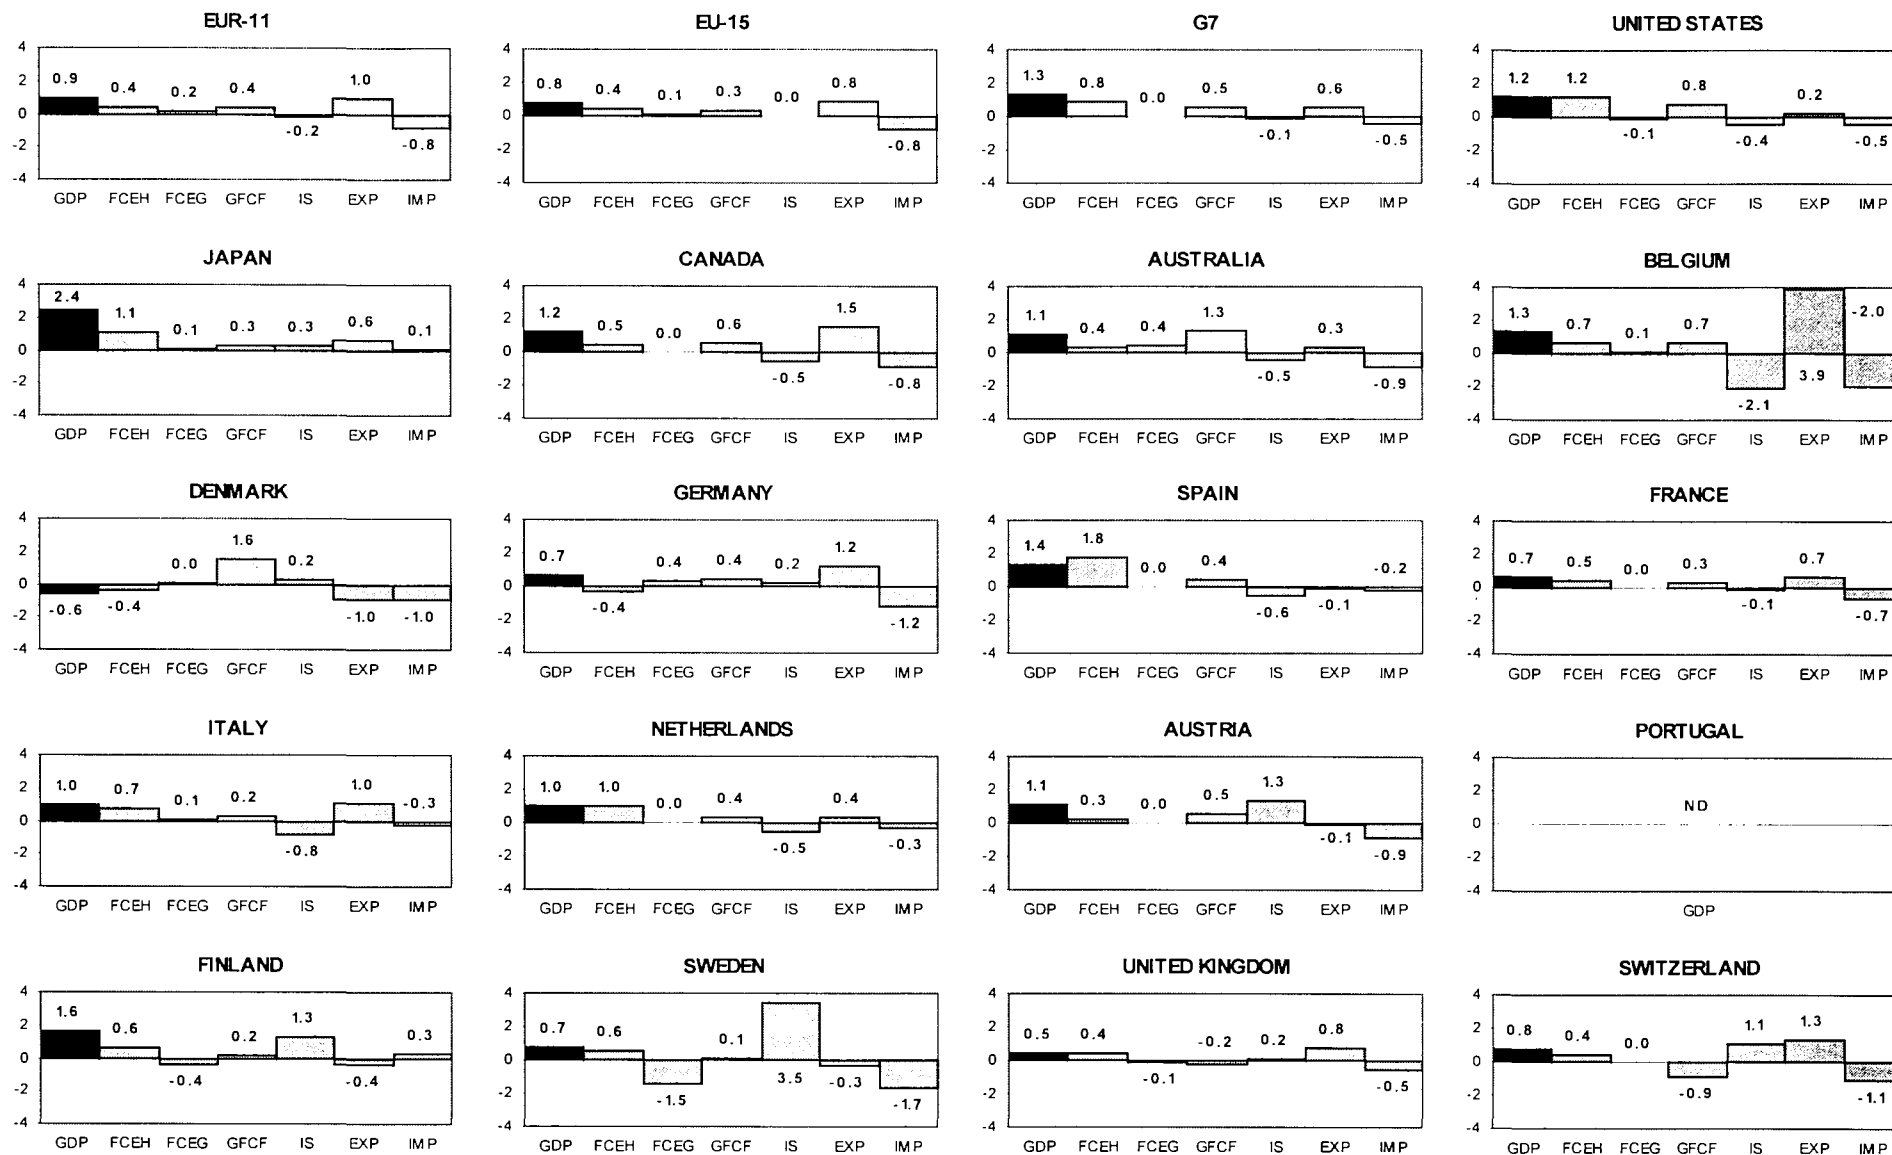 EUR-11
4
2
0
-2
-4
0.9 0.4 0.2 0.4 -0.2 1.0 -0.8
GDP FCEH FCEG GFCF IS EXP IMP
EU-15
4
2
0
-2
-4
0.8 0.4 0.1 0.3 0.0 0.8 -0.8
GDP FCEH FCEG GFCF IS EXP IMP
G7
4
2
0
-2
-4
1.3 0.8 0.0 0.5 -0.1 0.6 -0.5
GDP FCEH FCEG GFCF IS EXP IMP
UNITED STATES
4
2
0
-2
-4
1.2 1.2 -0.1 0.8 -0.4 0.2 -0.5
GDP FCEH FCEG GFCF IS EXP IMP
JAPAN
4
2
0
-2
-4
2.4 1.1 0.1 0.3 0.3 0.6 0.1
GDP FCEH FCEG GFCF IS EXP IMP
CANADA
4
2
0
-2
-4
1.2 0.5 0.0 0.6 -0.5 1.5 -0.8
GDP FCEH FCEG GFCF IS EXP IMP
AUSTRALIA
4
2
0
-2
-4
1.1 0.4 0.4 1.3 -0.5 0.3 -0.9
GDP FCEH FCEG GFCF IS EXP IMP
BELGIUM
4
2
0
-2
-4
1.3 0.7 0.1 0.7 -2.1 3.9 -2.0
GDP FCEH FCEG GFCF IS EXP IMP
DENMARK
4
2
0
-2
-4
-0.6 -0.4 0.0 1.6 0.2 -1.0 -1.0
GDP FCEH FCEG GFCF IS EXP IMP
GERMANY
4
2
0
-2
-4
0.7 -0.4 0.4 0.4 0.2 1.2 -1.2
GDP FCEH FCEG GFCF IS EXP IMP
SPAIN
4
2
0
-2
-4
1.4 1.8 0.0 0.4 -0.6 -0.1 -0.2
GDP FCEH FCEG GFCF IS EXP IMP
FRANCE
4
2
0
-2
-4
0.7 0.5 0.0 0.3 -0.1 0.7 -0.7
GDP FCEH FCEG GFCF IS EXP IMP
ITALY
4
2
0
-2
-4
1.0 0.7 0.1 0.2 -0.8 1.0 -0.3
GDP FCEH FCEG GFCF IS EXP IMP
NETHERLANDS
4
2
0
-2
-4
1.0 1.0 0.0 0.4 -0.5 0.4 -0.3
GDP FCEH FCEG GFCF IS EXP IMP
AUSTRIA
4
2
0
-2
-4
1.1 0.3 0.0 0.5 1.3 -0.1 -0.9
GDP FCEH FCEG GFCF IS EXP IMP
PORTUGAL
4
2
0
-2
-4
ND
GDP
FINLAND
4
2
0
-2
-4
1.6 0.6 -0.4 0.2 1.3 -0.4 0.3
GDP FCEH FCEG GFCF IS EXP IMP
SWEDEN
4
2
0
-2
-4
0.7 0.6 -1.5 0.1 3.5 -0.3 -1.7
GDP FCEH FCEG GFCF IS EXP IMP
UNITED KINGDOM
4
2
0
-2
-4
0.5 0.4 -0.1 -0.2 0.2 0.8 -0.5
GDP FCEH FCEG GFCF IS EXP IMP
SWITZERLAND
4
2
0
-2
-4
0.8 0.4 0.0 -0.9 1.1 1.3 -1.1
GDP FCEH FCEG GFCF IS EXP IMP